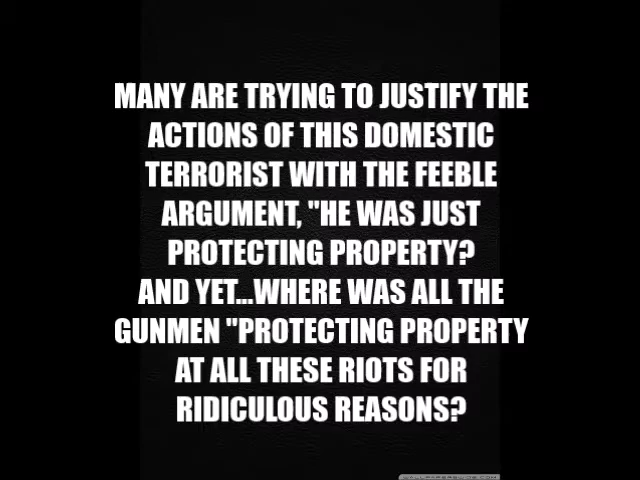 MANY ARE TRYING TO JUSTIFY THE
ACTIONS OF THIS DOMESTIC
TERRORIST WITH THE FEEBLE
ARGUMENT, "HE WAS JUST
PROTECTING PROPERTY?
AND YET...WHERE WAS ALL THE
GUNMEN "PROTECTING PROPERTY
AT ALL THESE RIOTS FOR
RIDICULOUS REASONS?